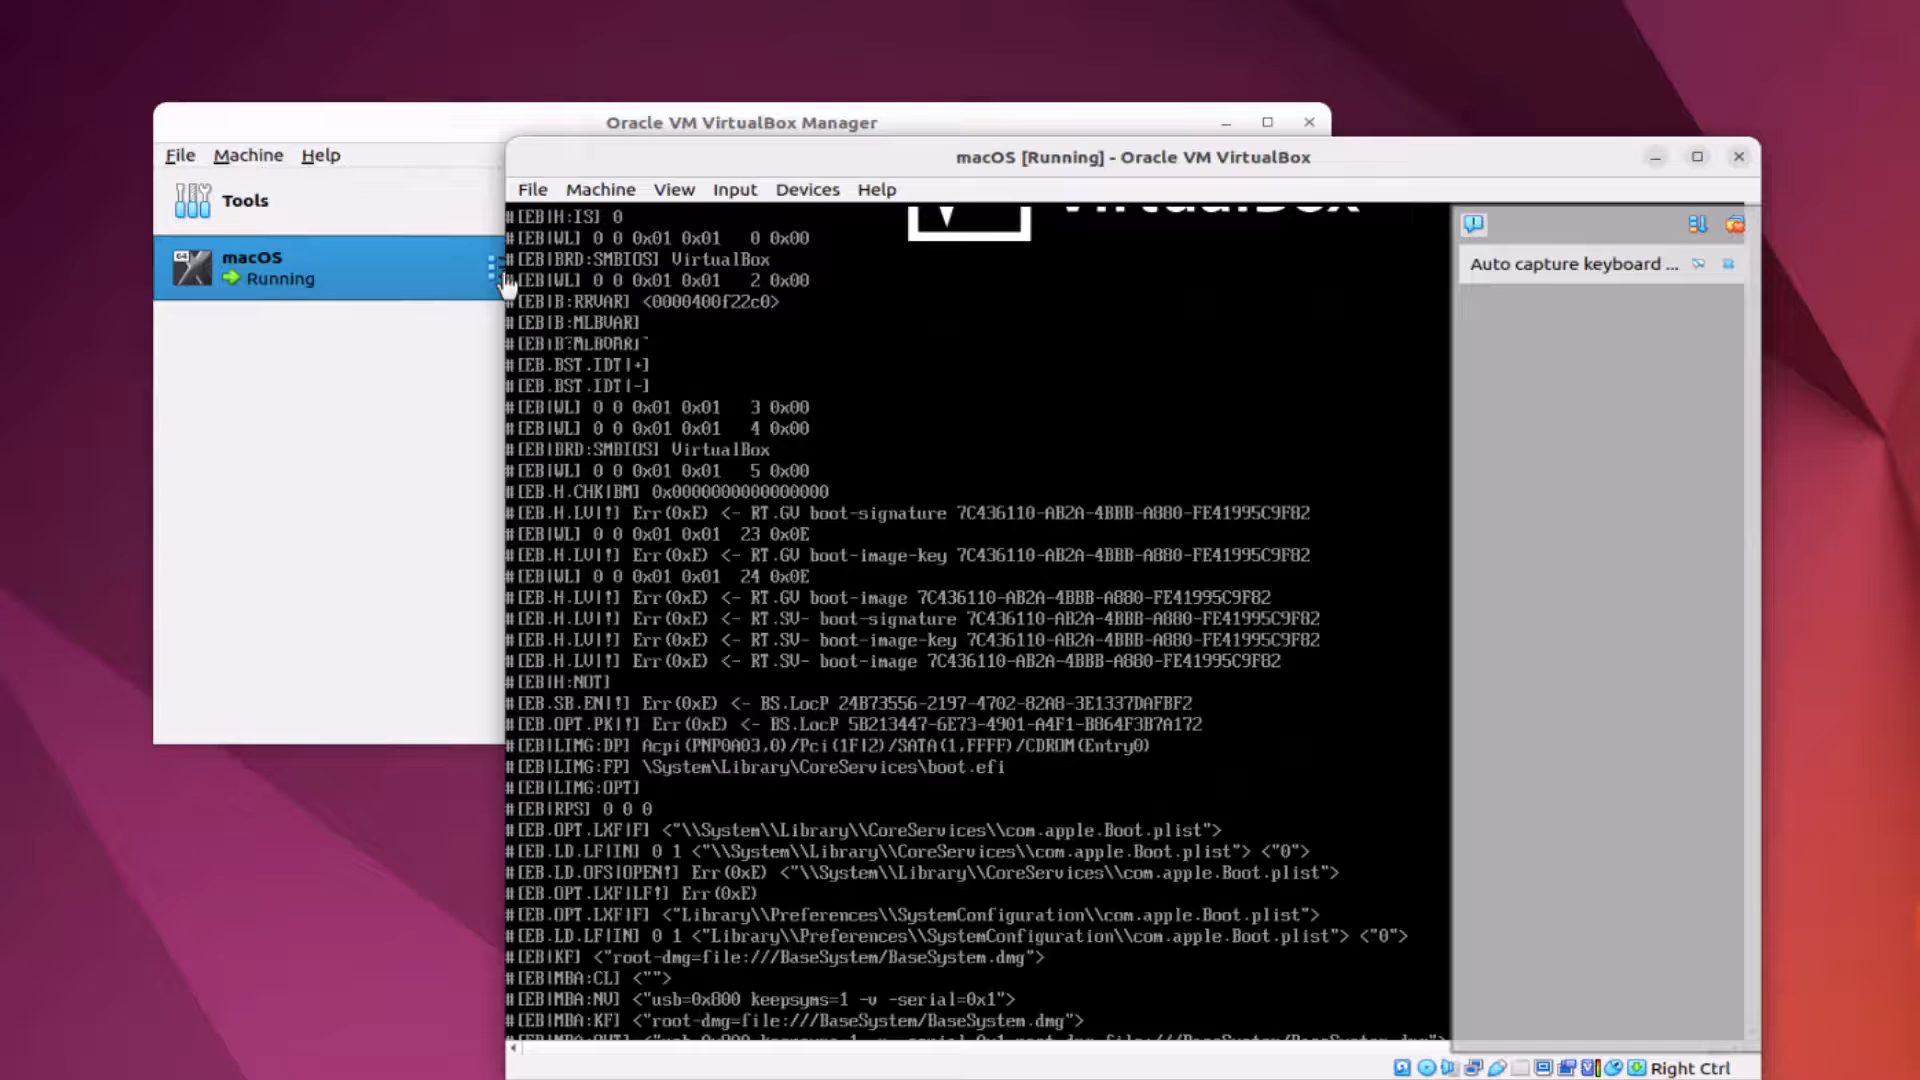 Oracle VM VirtualBox Manager
File Machine Help
Tools
macOS
Running
macOS [Running] - Oracle VM VirtualBox
File Machine View Input Devices Help
VirtualBox
#[EB|H:IS] 0
#[EB|WL] 0 0 0x01 0x01   0 0x00
#[EB|BRD:SMBIOS] VirtualBox
#[EB|WL] 0 0 0x01 0x01   2 0x00
#[EB|B:RRVAR] <0000400f22c0>
#[EB|B:MLBVAR]
#[EB|B:MLBVAR]
#[EB.BST.IDT|+]
#[EB.BST.IDT|-]
#[EB|WL] 0 0 0x01 0x01   3 0x00
#[EB|WL] 0 0 0x01 0x01   4 0x00
#[EB|BRD:SMBIOS] VirtualBox
#[EB|WL] 0 0 0x01 0x01   5 0x00
#[EB.H.CHK|BM] 0x0000000000000000
#[EB.H.LV|!] Err(0xE) <- RT.GV boot-signature 7C436110-AB2A-4BBB-A880-FE41995C9F82
#[EB|WL] 0 0 0x01 0x01  23 0x0E
#[EB.H.LV|!] Err(0xE) <- RT.GV boot-image-key 7C436110-AB2A-4BBB-A880-FE41995C9F82
#[EB|WL] 0 0 0x01 0x01  24 0x0E
#[EB.H.LV|!] Err(0xE) <- RT.GV boot-image 7C436110-AB2A-4BBB-A880-FE41995C9F82
#[EB.H.LV|!] Err(0xE) <- RT.SV- boot-signature 7C436110-AB2A-4BBB-A880-FE41995C9F82
#[EB.H.LV|!] Err(0xE) <- RT.SV- boot-image-key 7C436110-AB2A-4BBB-A880-FE41995C9F82
#[EB.H.LV|!] Err(0xE) <- RT.SV- boot-image 7C436110-AB2A-4BBB-A880-FE41995C9F82
#[EB|H:NOT]
#[EB.SB.EN|!] Err(0xE) <- BS.LocP 24B73556-2197-4702-82A8-3E1337DAFBF2
#[EB.OPT.PK|!] Err(0xE) <- BS.LocP 5B213447-6E73-4901-A4F1-B864F3B7A172
#[EB|LIMG:DP] Acpi(PNP0A03,0)/Pci(1F|2)/SATA(1,FFFF)/CDROM(Entry0)
#[EB|LIMG:FP] \System\Library\CoreServices\boot.efi
#[EB|LIMG:OPT]
#[EB|RPS] 0 0 0
#[EB.OPT.LXF|F] <"\\System\\Library\\CoreServices\\com.apple.Boot.plist">
#[EB.LD.LF|IN] 0 1 <"\\System\\Library\\CoreServices\\com.apple.Boot.plist"> <"0">
#[EB.LD.OFS|OPEN!] Err(0xE) <"\\System\\Library\\CoreServices\\com.apple.Boot.plist">
#[EB.OPT.LXF|LF!] Err(0xE)
#[EB.OPT.LXF|F] <"Library\\Preferences\\SystemConfiguration\\com.apple.Boot.plist">
#[EB.LD.LF|IN] 0 1 <"Library\\Preferences\\SystemConfiguration\\com.apple.Boot.plist"> <"0">
#[EB|KF] <"root-dmg=file:///BaseSystem/BaseSystem.dmg">
#[EB|MBA:CL] <"">
#[EB|MBA:NV] <"usb=0x800 keepsyms=1 -v -serial=0x1">
#[EB|MBA:KF] <"root-dmg=file:///BaseSystem/BaseSystem.dmg">
Auto capture keyboard ...
Right Ctrl